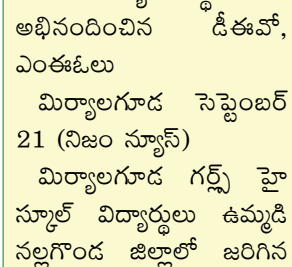 అభినందించిన డీఈవో,
ఎంఈఓలు
మిర్యాలగూడ సెప్టెంబర్
21 (నిజం న్యూస్)
మిర్యాలగూడ గర్ల్స్ హై
స్కూల్ విద్యార్థులు ఉమ్మడి
నల్లగొండ జిల్లాలో జరిగిన